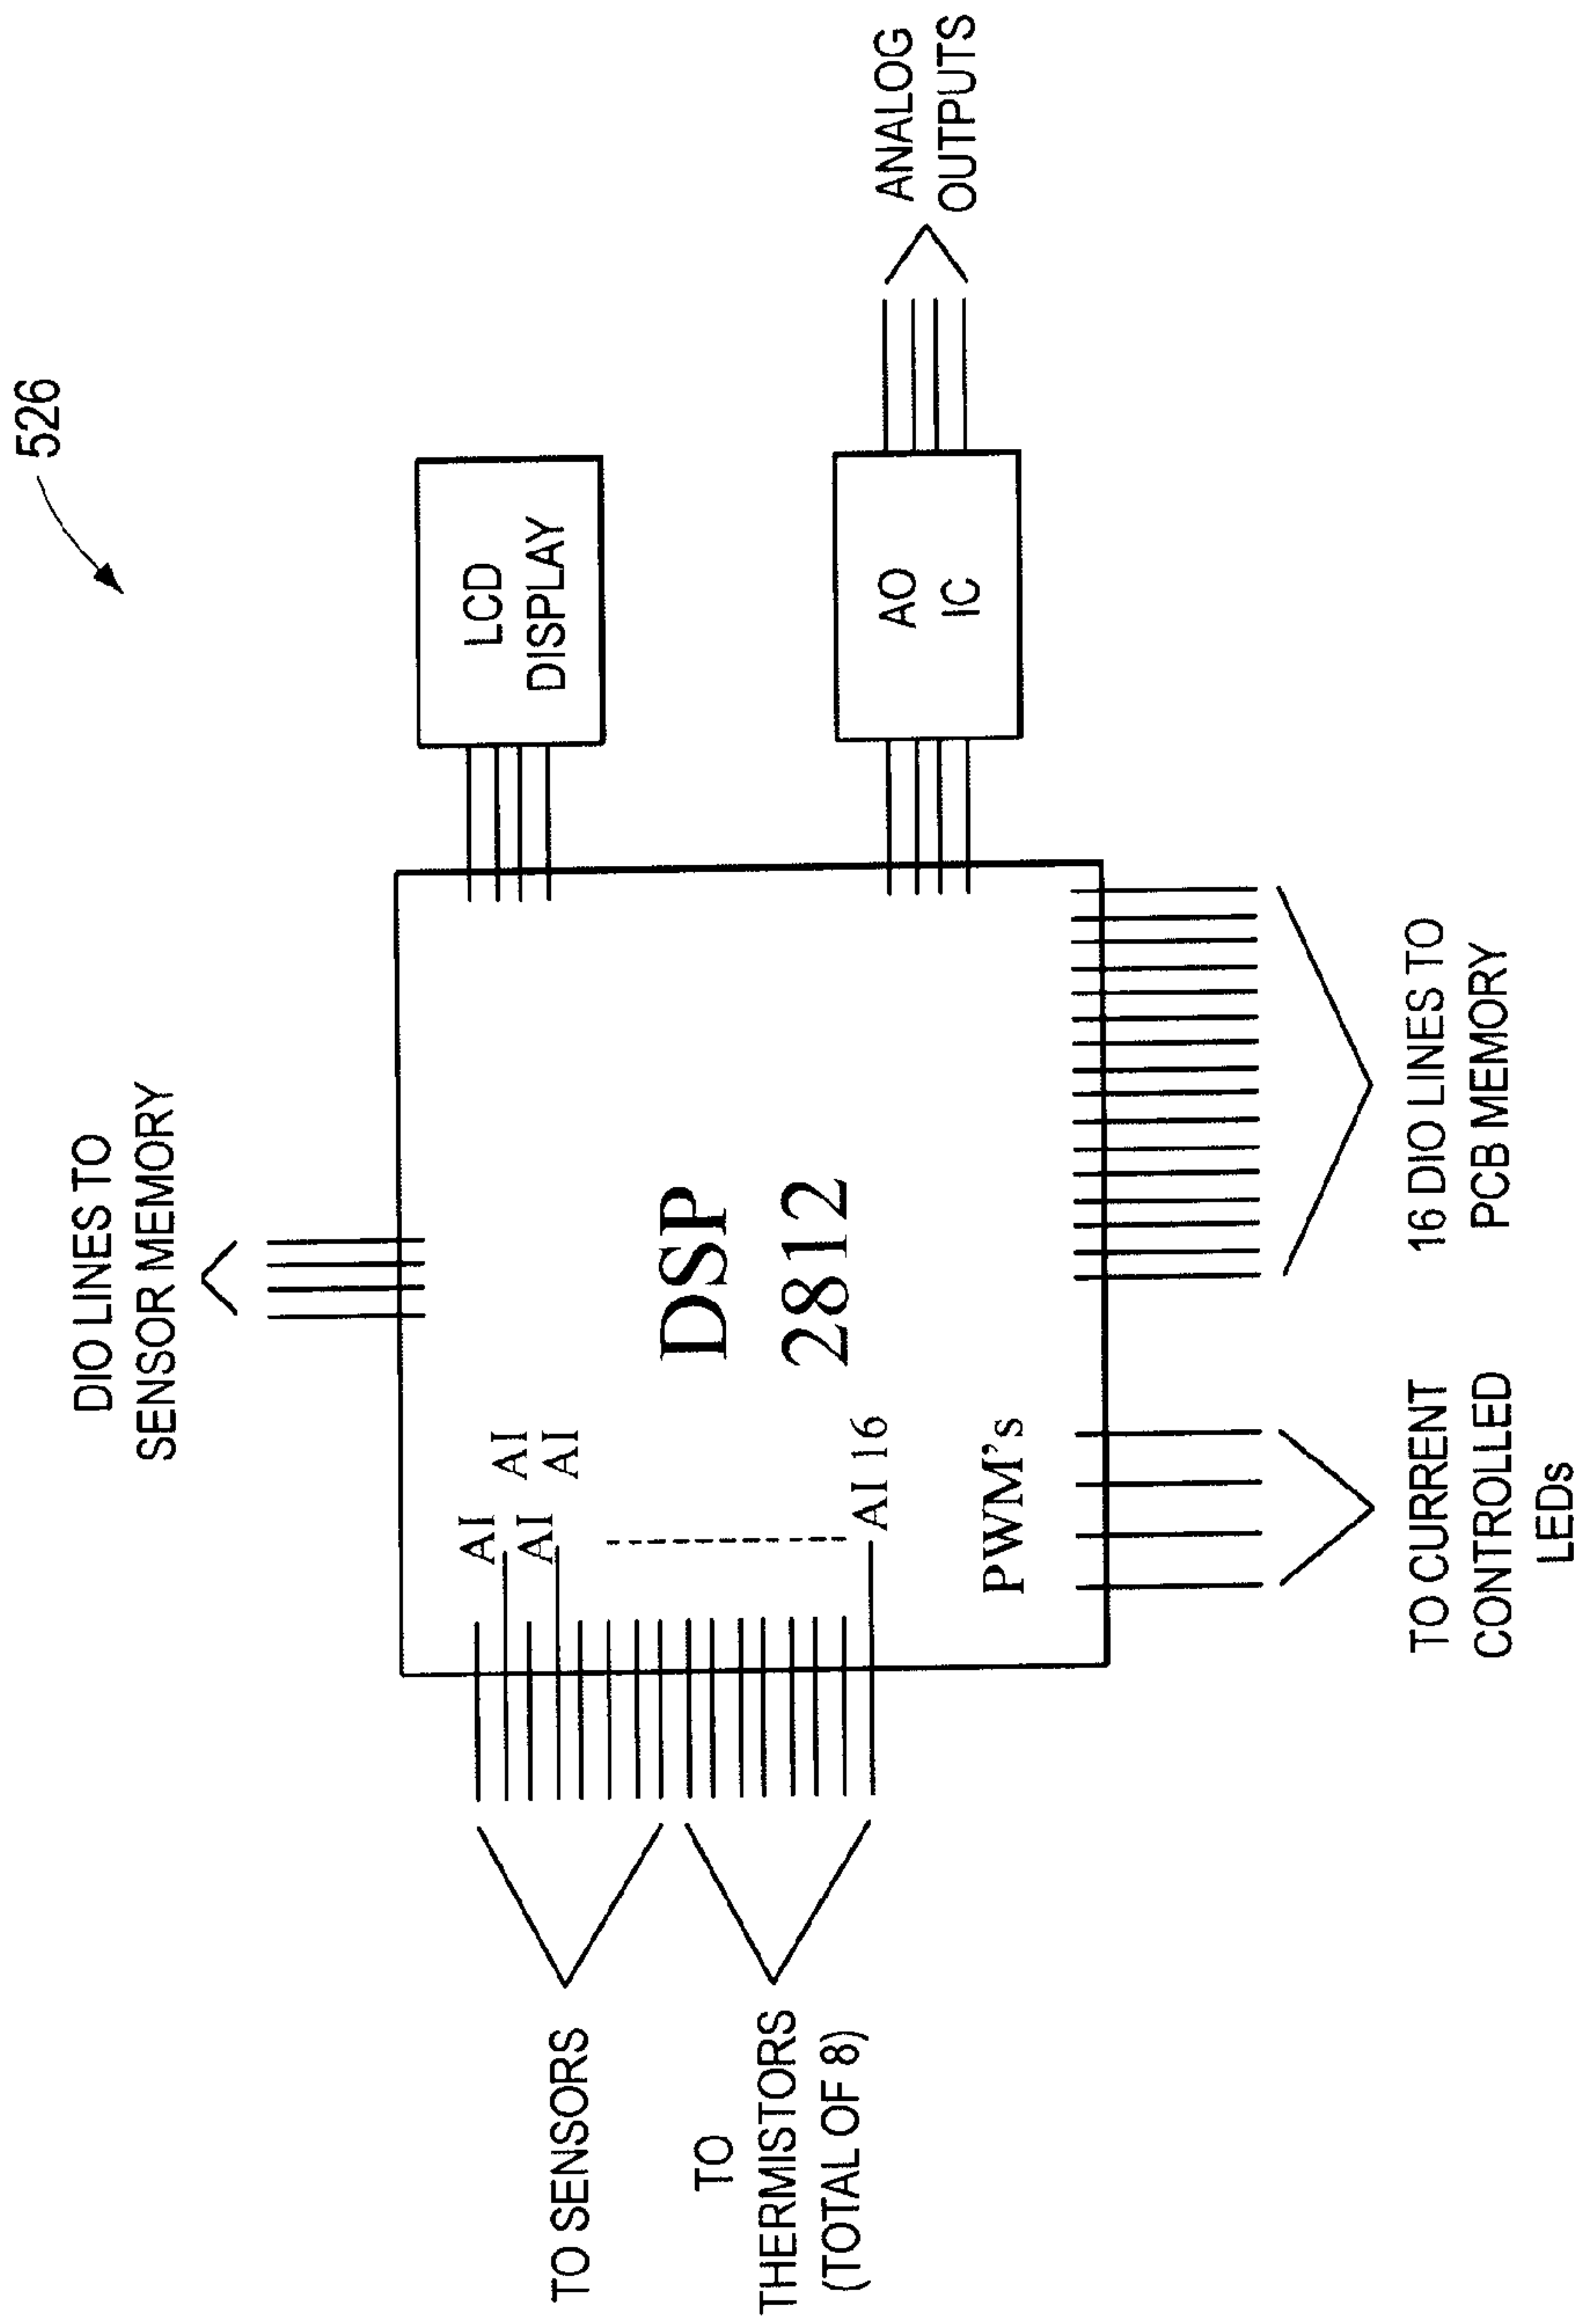 526
DIO LINES TO
SENSOR MEMORY
LCD
DISPLAY
AI
AI
AI
AI
AI 16
DSP
2812
PWM's
AO
IC
ANALOG
OUTPUTS
TO SENSORS
TO
THERMISTORS
(TOTAL OF 8)
TO CURRENT
CONTROLLED
LEDs
16 DIO LINES TO
PCB MEMORY